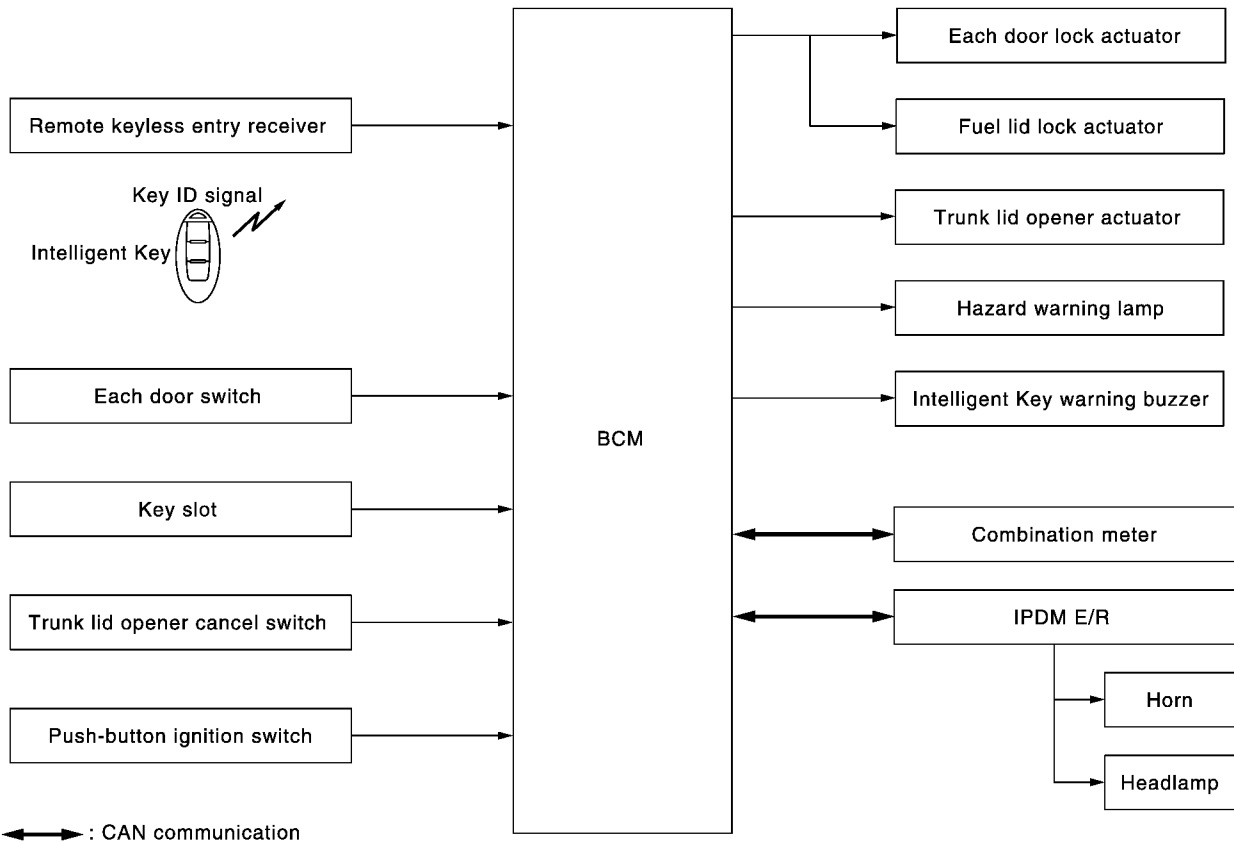 Remote keyless entry receiver
Key ID signal
Intelligent Key
Each door switch
Key slot
Trunk lid opener cancel switch
Push-button ignition switch
: CAN communication
BCM
Each door lock actuator
Fuel lid lock actuator
Trunk lid opener actuator
Hazard warning lamp
Intelligent Key warning buzzer
Combination meter
IPDM E/R
Horn
Headlamp